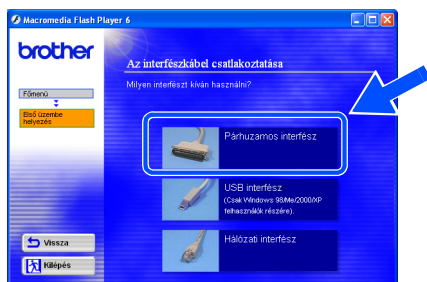 Macromedia Flash Player 6
brother
Az interfészkábel csatlakoztatása
Milyen interfészt kíván használni?
Főmenü
Első üzembe
helyezés
Párhuzamos interfész
USB interfész
(Csak Windows 98/Me/2000/XP
felhasználók részére).
Hálózati interfész
Vissza
Kilépés